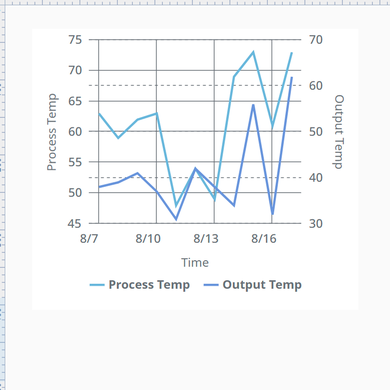 75
70
65
60
55
50
45
Process Temp
70
60
50
40
30
Output Temp
8/7 8/10 8/13 8/16
Time
Process Temp Output Temp